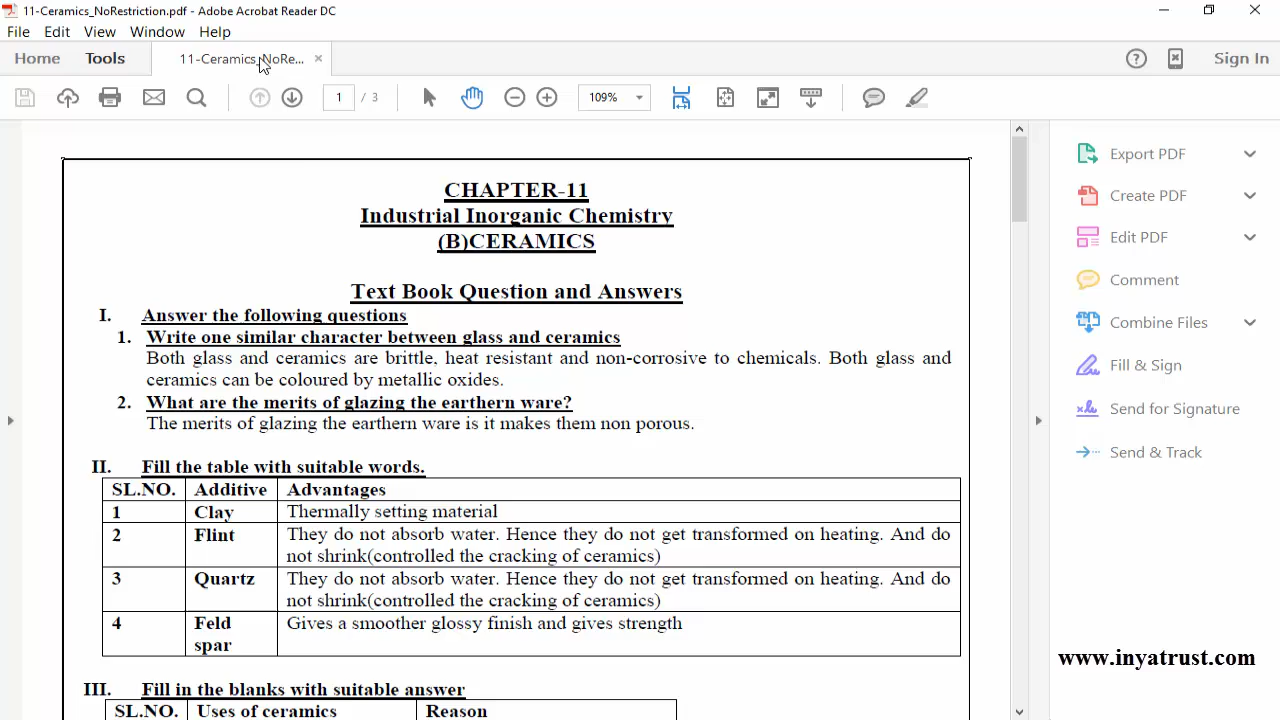 11-Ceramics_NoRestriction.pdf - Adobe Acrobat Reader DC
File Edit View Window Help
Home Tools 11-Ceramics_NoRe... Sign In
1 / 3 109%
CHAPTER-11
Industrial Inorganic Chemistry
(B)CERAMICS
Text Book Question and Answers
I. Answer the following questions
1. Write one similar character between glass and ceramics
Both glass and ceramics are brittle, heat resistant and non-corrosive to chemicals. Both glass and
ceramics can be coloured by metallic oxides.
2. What are the merits of glazing the earthern ware?
The merits of glazing the earthern ware is it makes them non porous.
II. Fill the table with suitable words.
SL.NO. Additive Advantages
1 Clay Thermally setting material
2 Flint They do not absorb water. Hence they do not get transformed on heating. And do
not shrink(controlled the cracking of ceramics)
3 Quartz They do not absorb water. Hence they do not get transformed on heating. And do
not shrink(controlled the cracking of ceramics)
4 Feld Gives a smoother glossy finish and gives strength
spar
III. Fill in the blanks with suitable answer
SL.NO. Uses of ceramics Reason
Export PDF
Create PDF
Edit PDF
Comment
Combine Files
Fill & Sign
Send for Signature
Send & Track
www.inyatrust.com